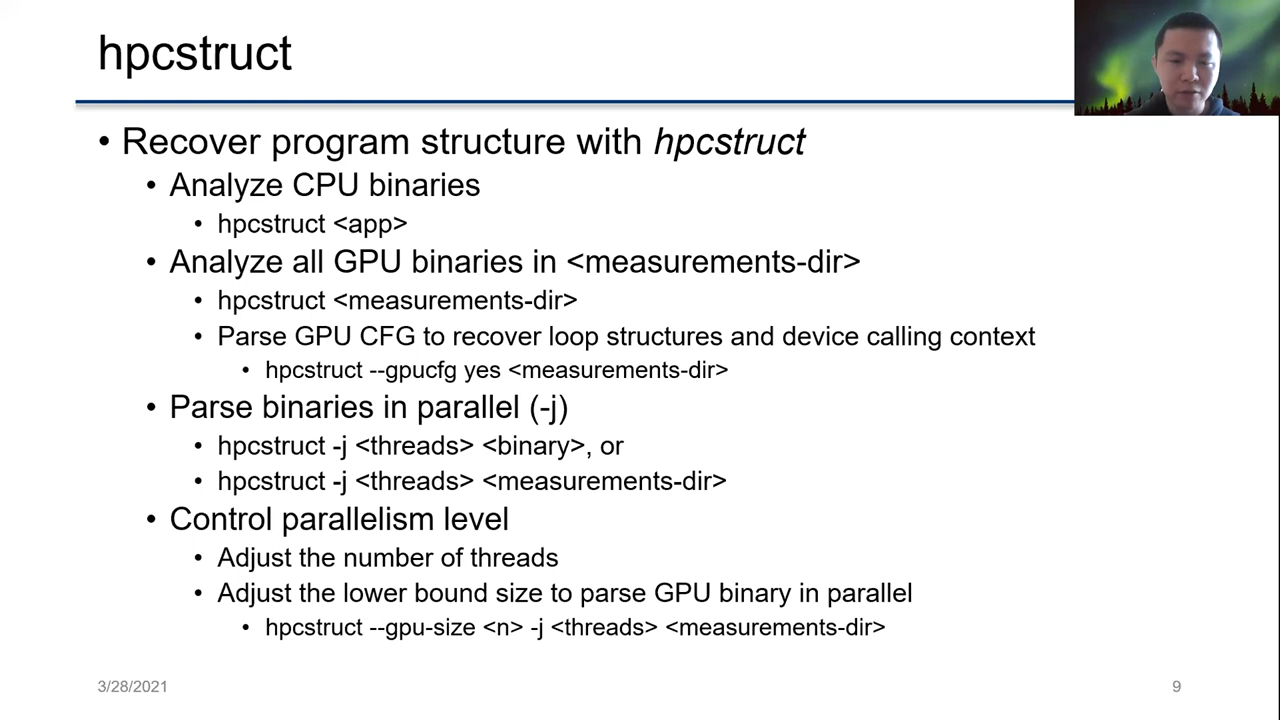 hpcstruct
• Recover program structure with hpcstruct
• Analyze CPU binaries
• hpcstruct <app>
• Analyze all GPU binaries in <measurements-dir>
• hpcstruct <measurements-dir>
• Parse GPU CFG to recover loop structures and device calling context
• hpcstruct --gpucfg yes <measurements-dir>
• Parse binaries in parallel (-j)
• hpcstruct -j <threads> <binary>, or
• hpcstruct -j <threads> <measurements-dir>
• Control parallelism level
• Adjust the number of threads
• Adjust the lower bound size to parse GPU binary in parallel
• hpcstruct --gpu-size <n> -j <threads> <measurements-dir>
3/28/2021
9